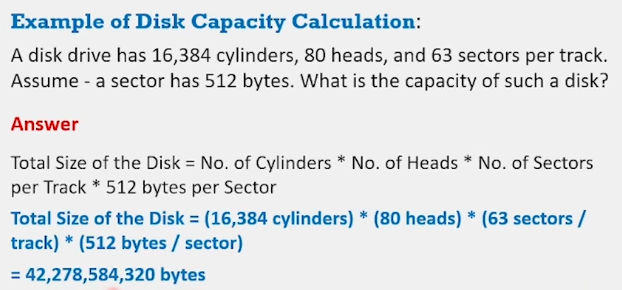 Example of Disk Capacity Calculation:
A disk drive has 16,384 cylinders, 80 heads, and 63 sectors per track.
Assume - a sector has 512 bytes. What is the capacity of such a disk?
Answer
Total Size of the Disk = No. of Cylinders * No. of Heads * No. of Sectors
per Track * 512 bytes per Sector
Total Size of the Disk = (16,384 cylinders) * (80 heads) * (63 sectors /
track) * (512 bytes / sector)
= 42,278,584,320 bytes